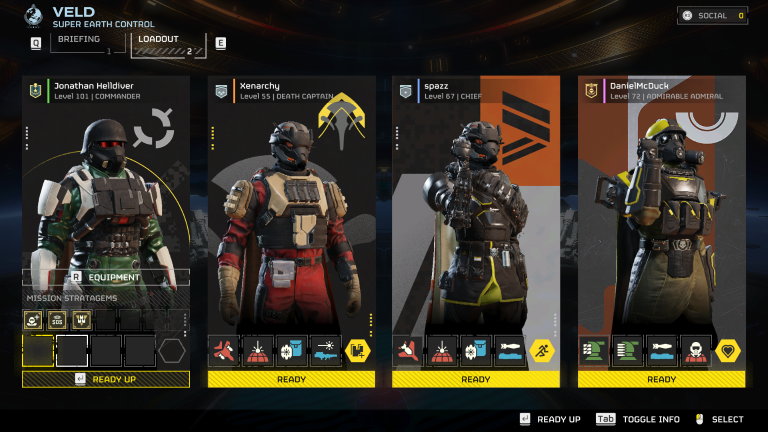 VELD
SUPER EARTH CONTROL
SOCIAL 0
Q
BRIEFING
1
LOADOUT
2
E
Jonathan Helldiver
Level 101 | COMMANDER
Xenarchy
Level 55 | DEATH CAPTAIN
spazz
Level 67 | CHIEF
DanielMcDuck
Level 72 | ADMIRABLE ADMIRAL
R EQUIPMENT
MISSION STRATAGEMS
SOS
READY UP
READY
READY
READY
READY UP
Tab TOGGLE INFO
SELECT